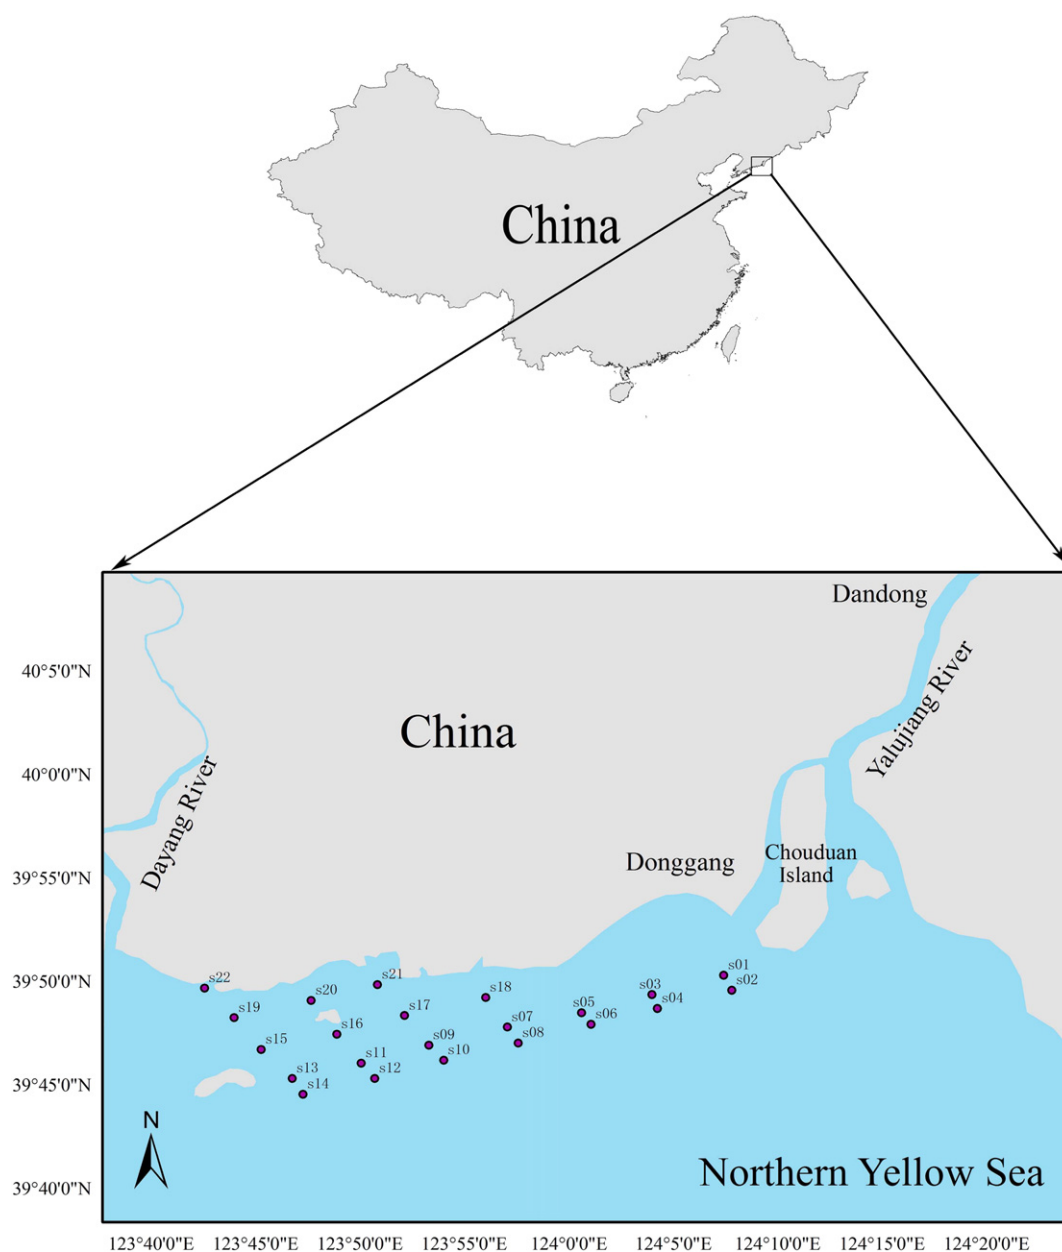 China
Dandong
40°5'0"N
Yalujiang River
China
40°0'0"N
Dayang River
Donggang
Chouduan
Island
39°55'0"N
39°50'0"N
s01
s02
s03
s04
s05
s06
s07
s08
s09
s10
s11
s12
s13
s14
s15
s16
s17
s18
s19
s20
s21
s22
39°45'0"N
N
Northern Yellow Sea
39°40'0"N
123°40'0"E 123°45'0"E 123°50'0"E 123°55'0"E 124°0'0"E 124°5'0"E 124°10'0"E 124°15'0"E 124°20'0"E